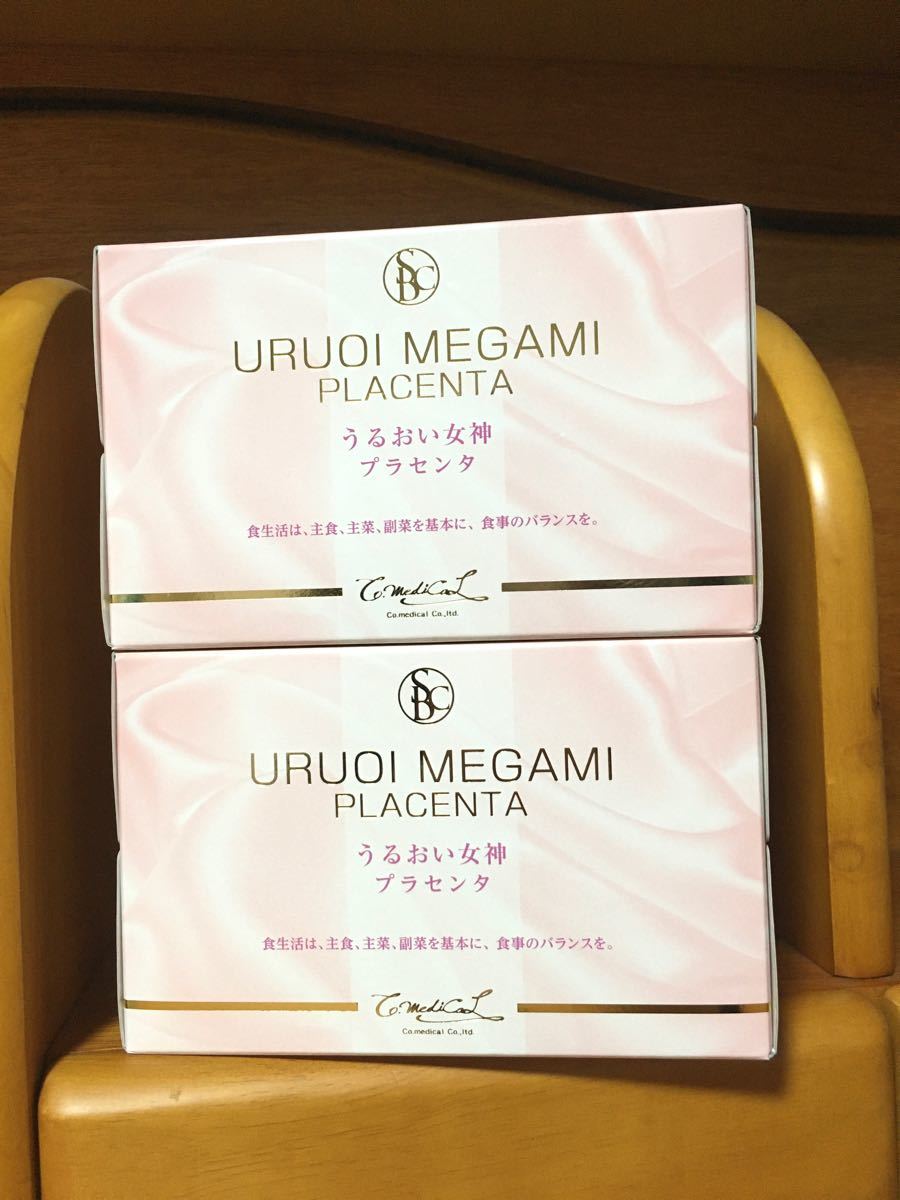 SBC
URUOI MEGAMI
PLACENTA
うるおい女神
プラセンタ
食生活は、主食、主菜、副菜を基本に、食事のバランスを。
Co.medical
Co.medical Co.,ltd.
SBC
URUOI MEGAMI
PLACENTA
うるおい女神
プラセンタ
食生活は、主食、主菜、副菜を基本に、食事のバランスを。
Co.medical
Co.medical Co.,ltd.